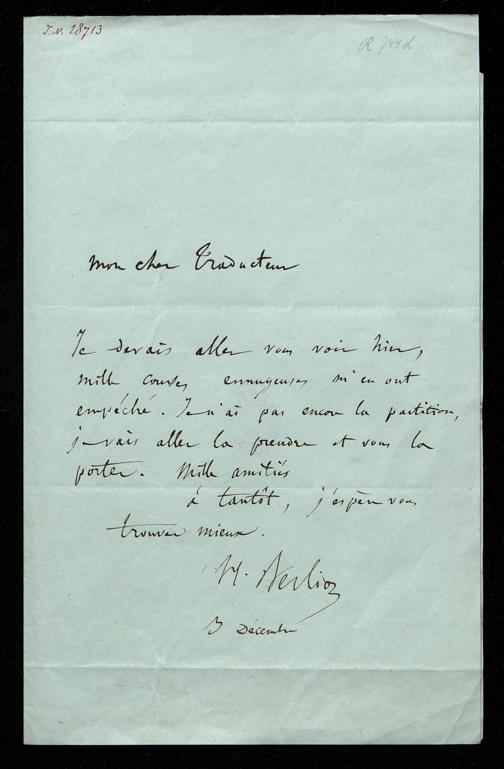 I.N. 28713
R 744d
Mon cher Traducteur
Je devais aller vous voir hier,
mille courses ennuyeuses m'en ont
empéché. Je n'ai pas encore la partition,
je vais aller la prendre et vous la
porter. Mille amitiés
à tantôt, j'espère vous
trouver mieux.
H. Berlioz
3 Décembre